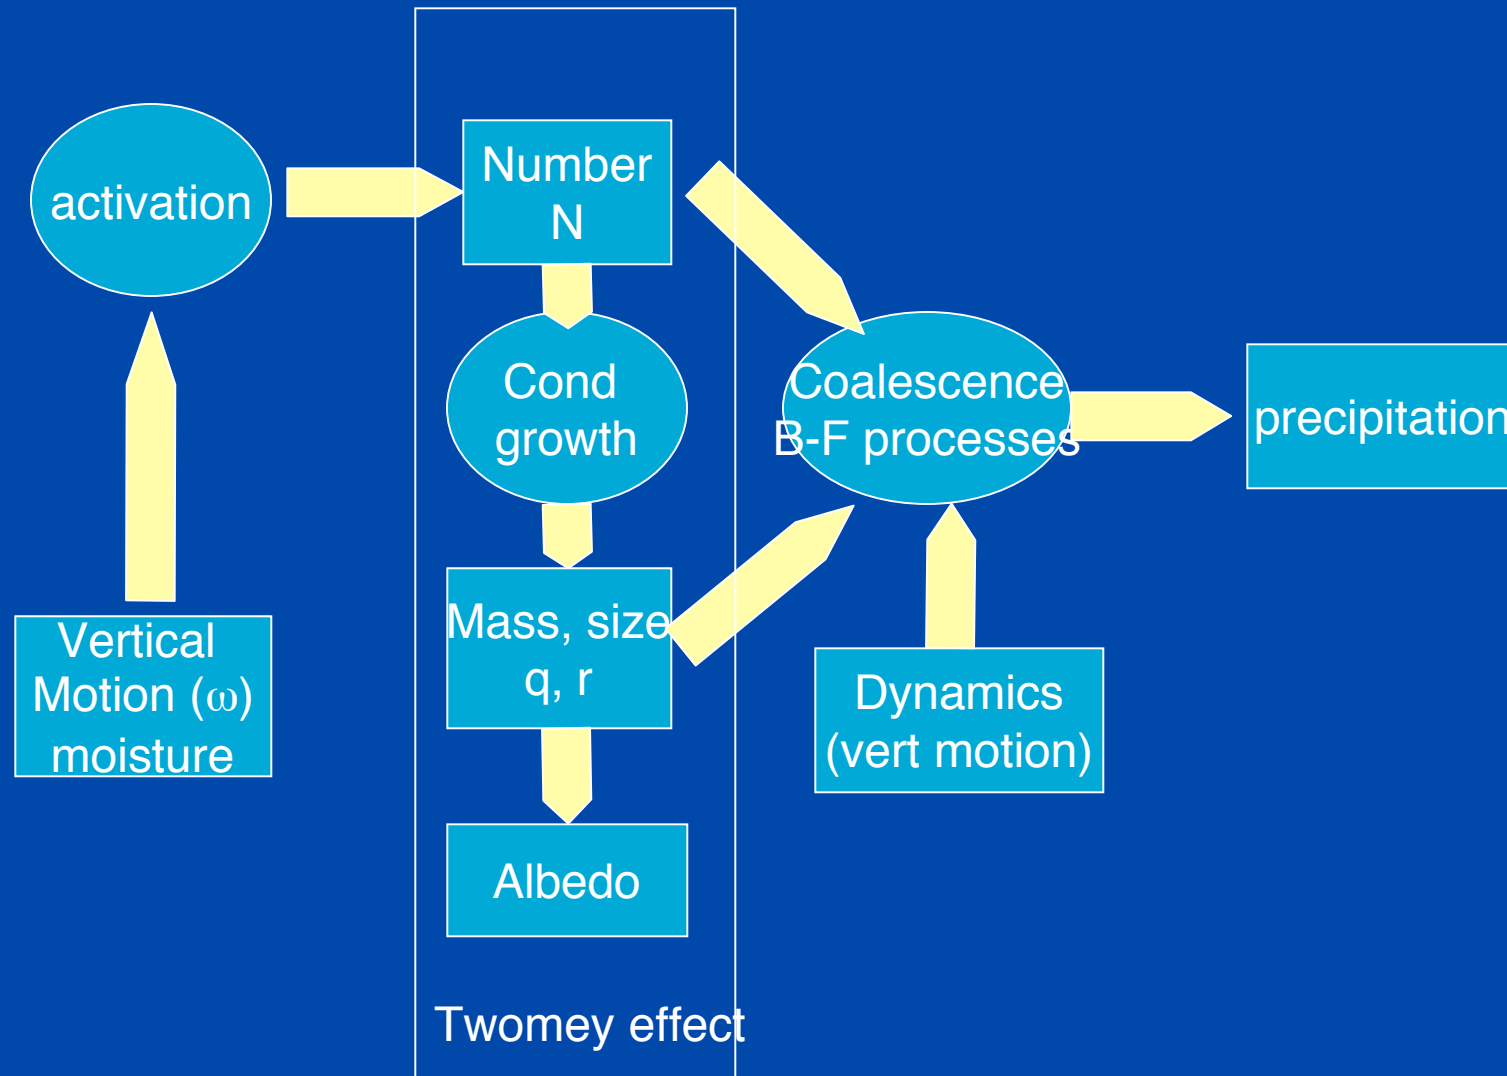 activation
Number
N
Cond
growth
Coalescence
B-F processes
precipitation
Vertical
Motion (ω)
moisture
Mass, size
q, r
Dynamics
(vert motion)
Albedo
Twomey effect